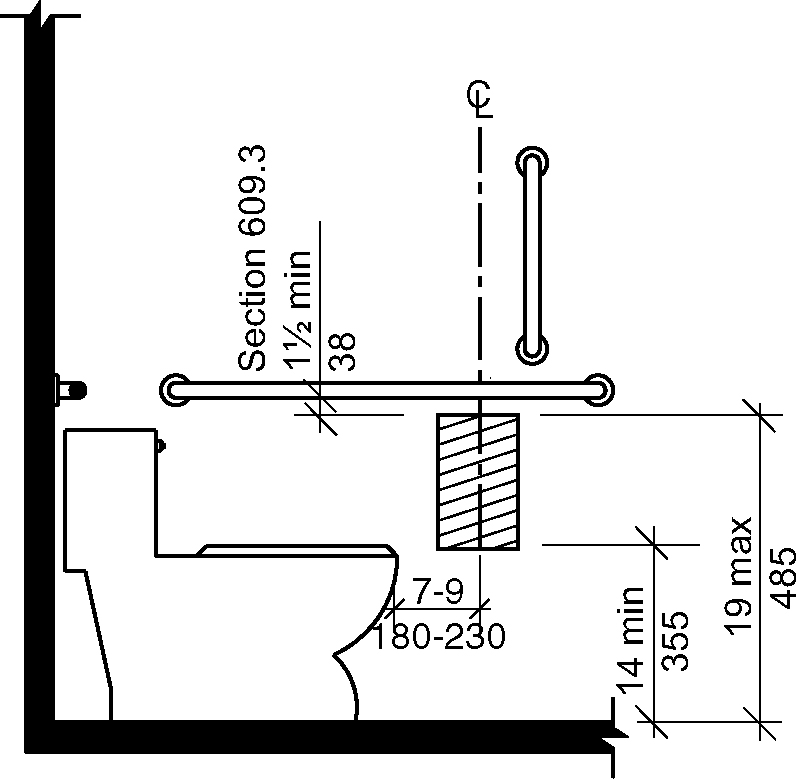 ℄
Section 609.3
1½ min
38
7-9
180-230
14 min
355
19 max
485